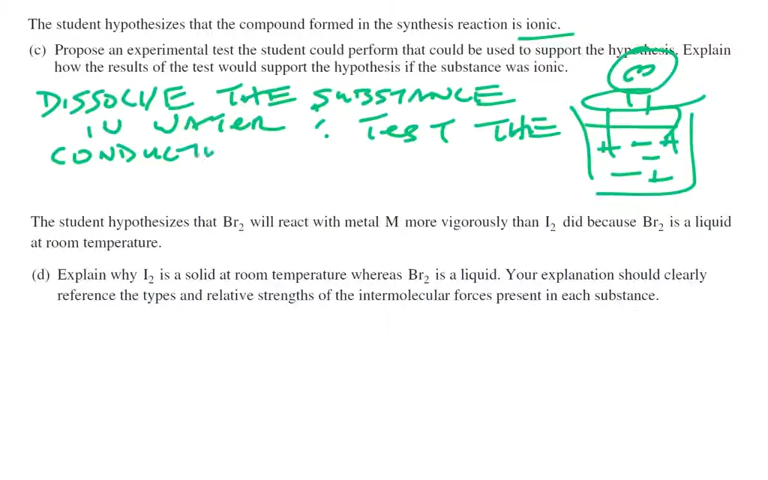 The student hypothesizes that the compound formed in the synthesis reaction is ionic.
(c) Propose an experimental test the student could perform that could be used to support the hypothesis. Explain
how the results of the test would support the hypothesis if the substance was ionic.
DISSOLVE THE SUBSTANCE
IN WATER : TEST THE
CONDUCTI
+ - +
-
- +
The student hypothesizes that Br₂ will react with metal M more vigorously than I₂ did because Br₂ is a liquid
at room temperature.
(d) Explain why I₂ is a solid at room temperature whereas Br₂ is a liquid. Your explanation should clearly
reference the types and relative strengths of the intermolecular forces present in each substance.